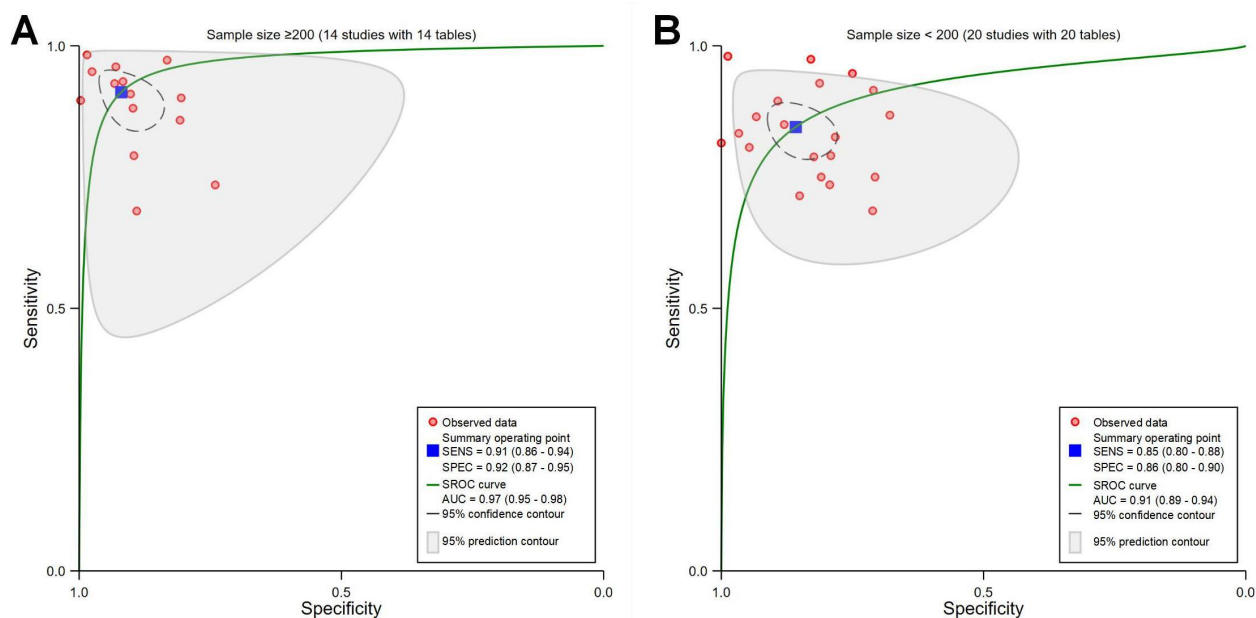 A
Sample size ≥200 (14 studies with 14 tables)
1.0
0.5
0.0
Sensitivity
1.0
0.5
0.0
Specificity
Observed data
Summary operating point
SENS = 0.91 (0.86 - 0.94)
SPEC = 0.92 (0.87 - 0.95)
SROC curve
AUC = 0.97 (0.95 - 0.98)
95% confidence contour
95% prediction contour
B
Sample size < 200 (20 studies with 20 tables)
1.0
0.5
0.0
Sensitivity
1.0
0.5
0.0
Specificity
Observed data
Summary operating point
SENS = 0.85 (0.80 - 0.88)
SPEC = 0.86 (0.80 - 0.90)
SROC curve
AUC = 0.91 (0.89 - 0.94)
95% confidence contour
95% prediction contour